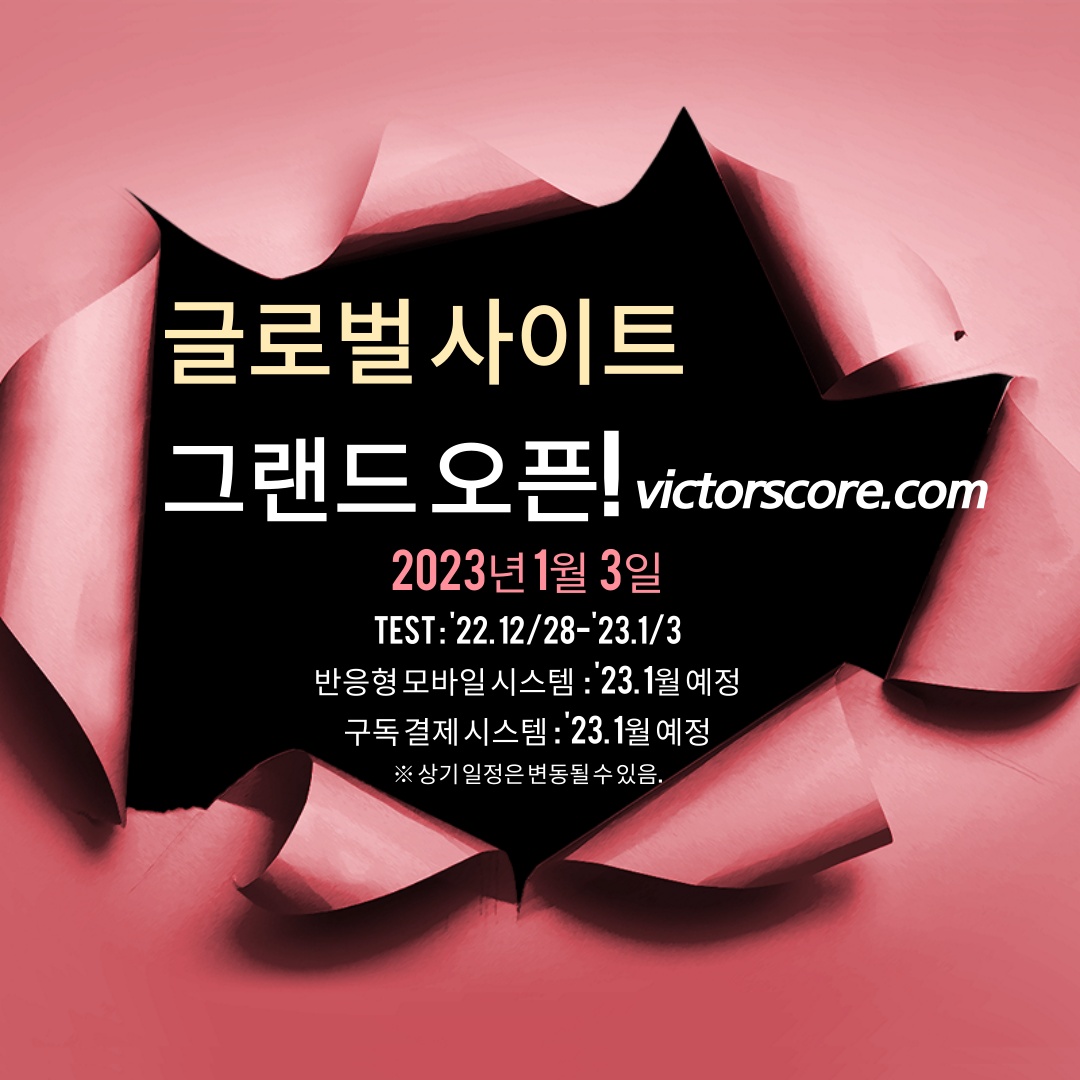 글로벌 사이트
그랜드 오픈! victorscore.com
2023년 1월 3일
TEST : '22.12/28-'23.1/3
반응형 모바일 시스템 : '23.1월 예정
구독 결제 시스템 : '23.1월 예정
※ 상기 일정은 변동될 수 있음.